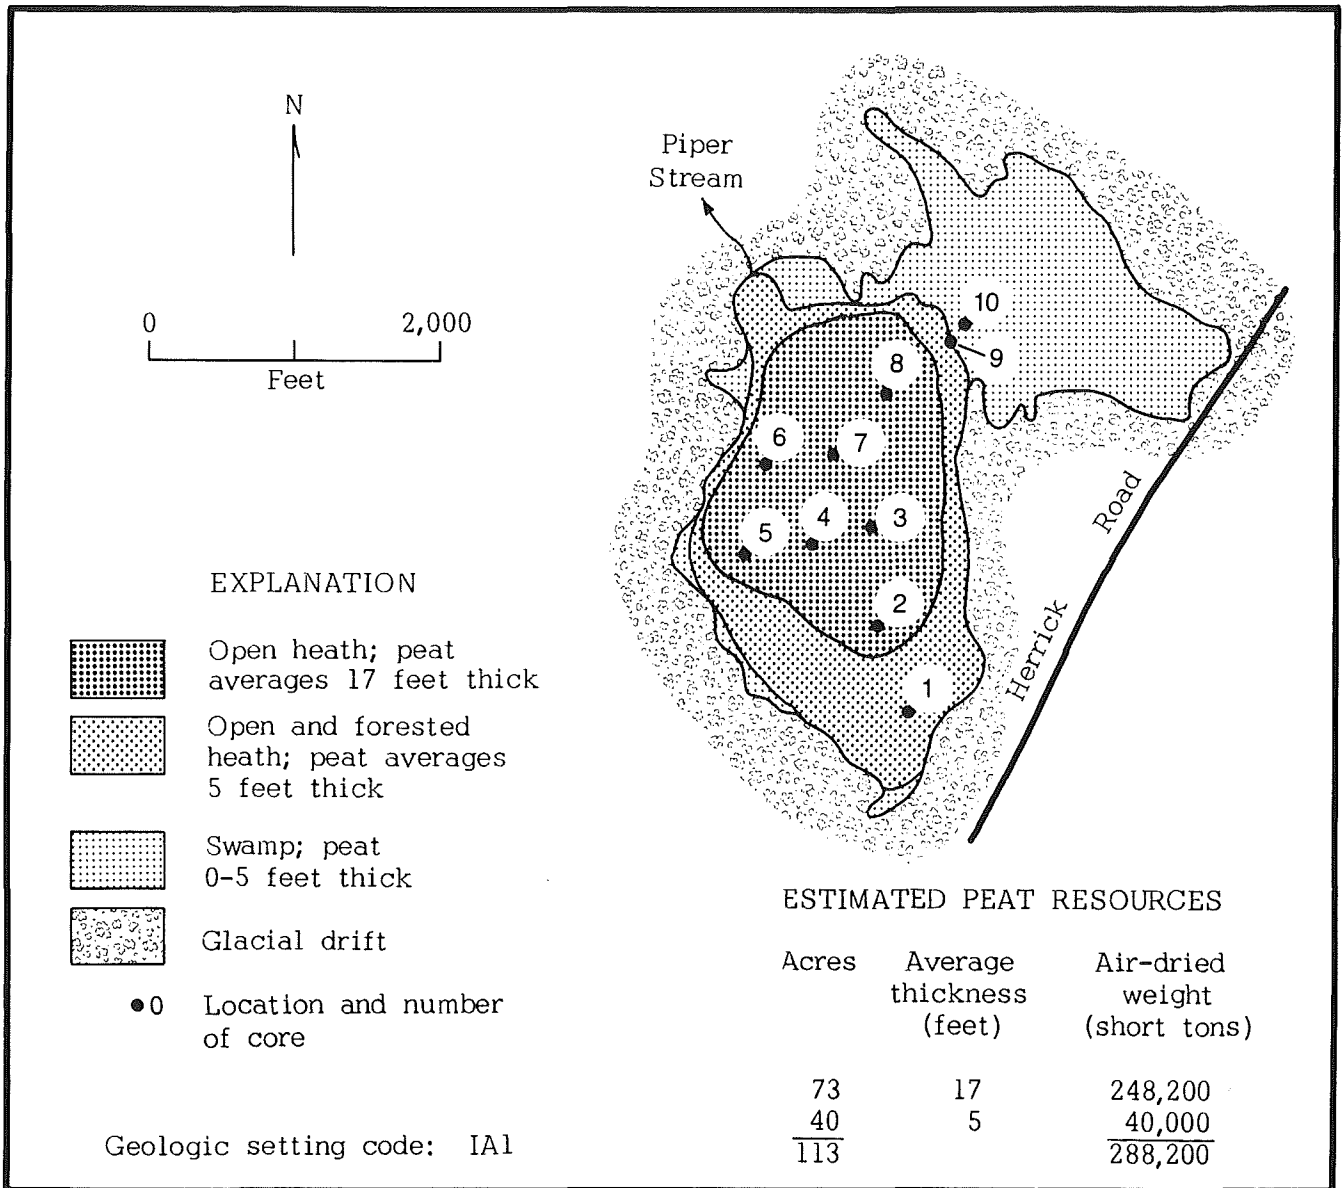 N
0 2,000
Feet
Piper
Stream
10
9
8
6
7
5
4
3
2
1
Herrick Road
EXPLANATION
Open heath; peat
averages 17 feet thick
Open and forested
heath; peat averages
5 feet thick
Swamp; peat
0-5 feet thick
Glacial drift
0 Location and number
of core
Geologic setting code: IA1
ESTIMATED PEAT RESOURCES
Acres Average Air-dried
thickness weight
(feet) (short tons)
73 17 248,200
40 5 40,000
113 288,200